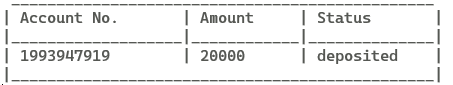 Account No. | Amount | Status
1993947919 | 20000 | deposited